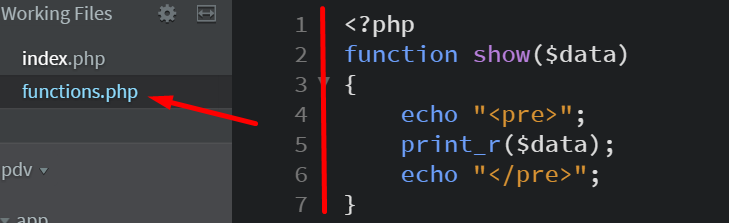 Working Files
index.php
functions.php
pdv
app
1 <?php
2 function show($data)
3 {
4     echo "<pre>";
5     print_r($data);
6     echo "</pre>";
7 }